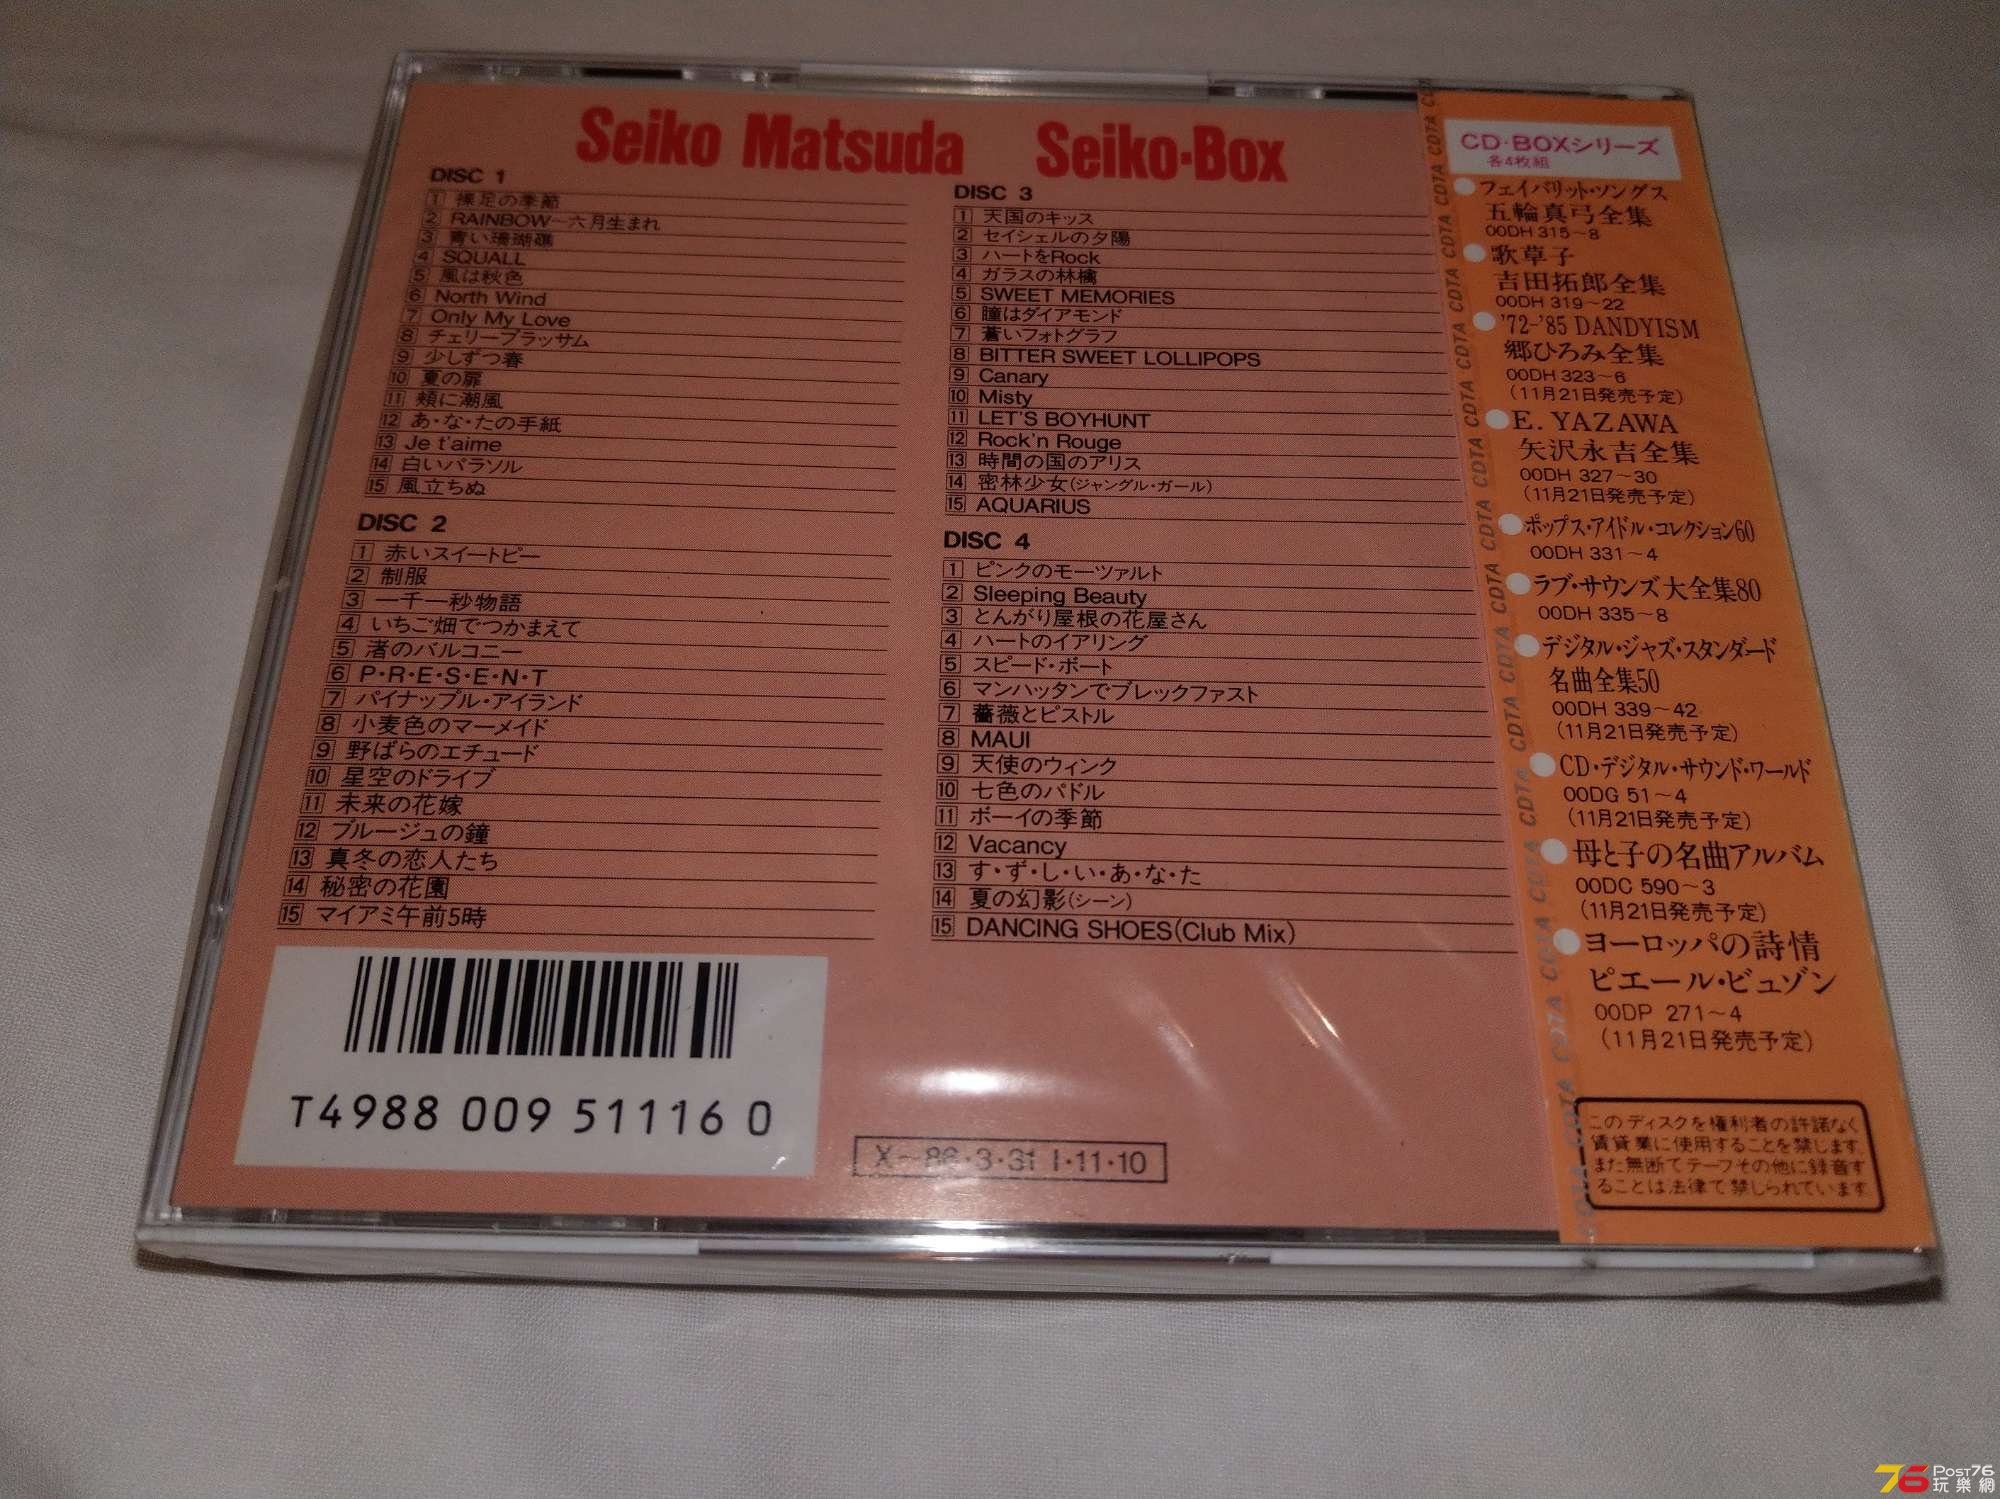 Seiko Matsuda Seiko·Box
DISC 1
1 裸足の季節
2 RAINBOW〜六月生まれ
3 青い珊瑚礁
4 SQUALL
5 風は秋色
6 North Wind
7 Only My Love
8 チェリーブラッサム
9 少しずつ春
10 夏の扉
11 頬に潮風
12 あ・な・たの手紙
13 Je t'aime
14 白いパラソル
15 風立ちぬ
DISC 2
1 赤いスイートピー
2 制服
3 一千一秒物語
4 いちご畑でつかまえて
5 渚のバルコニー
6 P・R・E・S・E・N・T
7 パイナップル・アイランド
8 小麦色のマーメイド
9 野ばらのエチュード
10 星空のドライブ
11 未来の花嫁
12 ブルージュの鐘
13 真冬の恋人たち
14 秘密の花園
15 マイアミ午前5時
DISC 3
1 天国のキッス
2 セイシェルの夕陽
3 ハートをRock
4 ガラスの林檎
5 SWEET MEMORIES
6 瞳はダイアモンド
7 蒼いフォトグラフ
8 BITTER SWEET LOLLIPOPS
9 Canary
10 Misty
11 LET'S BOYHUNT
12 Rock'n Rouge
13 時間の国のアリス
14 密林少女(ジャングル・ガール)
15 AQUARIUS
DISC 4
1 ピンクのモーツァルト
2 Sleeping Beauty
3 とんがり屋根の花屋さん
4 ハートのイアリング
5 スピード・ボート
6 マンハッタンでブレックファスト
7 薔薇とピストル
8 MAUI
9 天使のウィンク
10 七色のパドル
11 ボーイの季節
12 Vacancy
13 す・ず・し・い・あ・な・た
14 夏の幻影(シーン)
15 DANCING SHOES(Club Mix)
T4988 009 511160
X〜86・3・31 I・11・10
CDTA CDTA CDTA CDTA CDTA CDTA CDTA CDTA CDTA CDTA CDTA CDTA CDTA CDTA
CD・BOXシリーズ
各4枚組
●フェイバリット・ソングス
五輪真弓全集
00DH 315〜8
●歌草子
吉田拓郎全集
00DH 319〜22
●'72-'85 DANDYISM
郷ひろみ全集
00DH 323〜6
(11月21日発売予定)
●E. YAZAWA
矢沢永吉全集
00DH 327〜30
(11月21日発売予定)
●ポップス・アイドル・コレクション60
00DH 331〜4
●ラブ・サウンズ大全集80
00DH 335〜8
●デジタル・ジャズ・スタンダード
名曲全集50
00DH 339〜42
(11月21日発売予定)
●CD・デジタル・サウンド・ワールド
00DG 51〜4
(11月21日発売予定)
●母と子の名曲アルバム
00DC 590〜3
(11月21日発売予定)
●ヨーロッパの詩情
ピエール・ビュゾン
00DP 271〜4
(11月21日発売予定)
このディスクを権利者の許諾なく
賃貸業に使用することを禁じます。
また無断でテープその他に録音す
ることは法律で禁じられています。
76 POST76
玩樂網